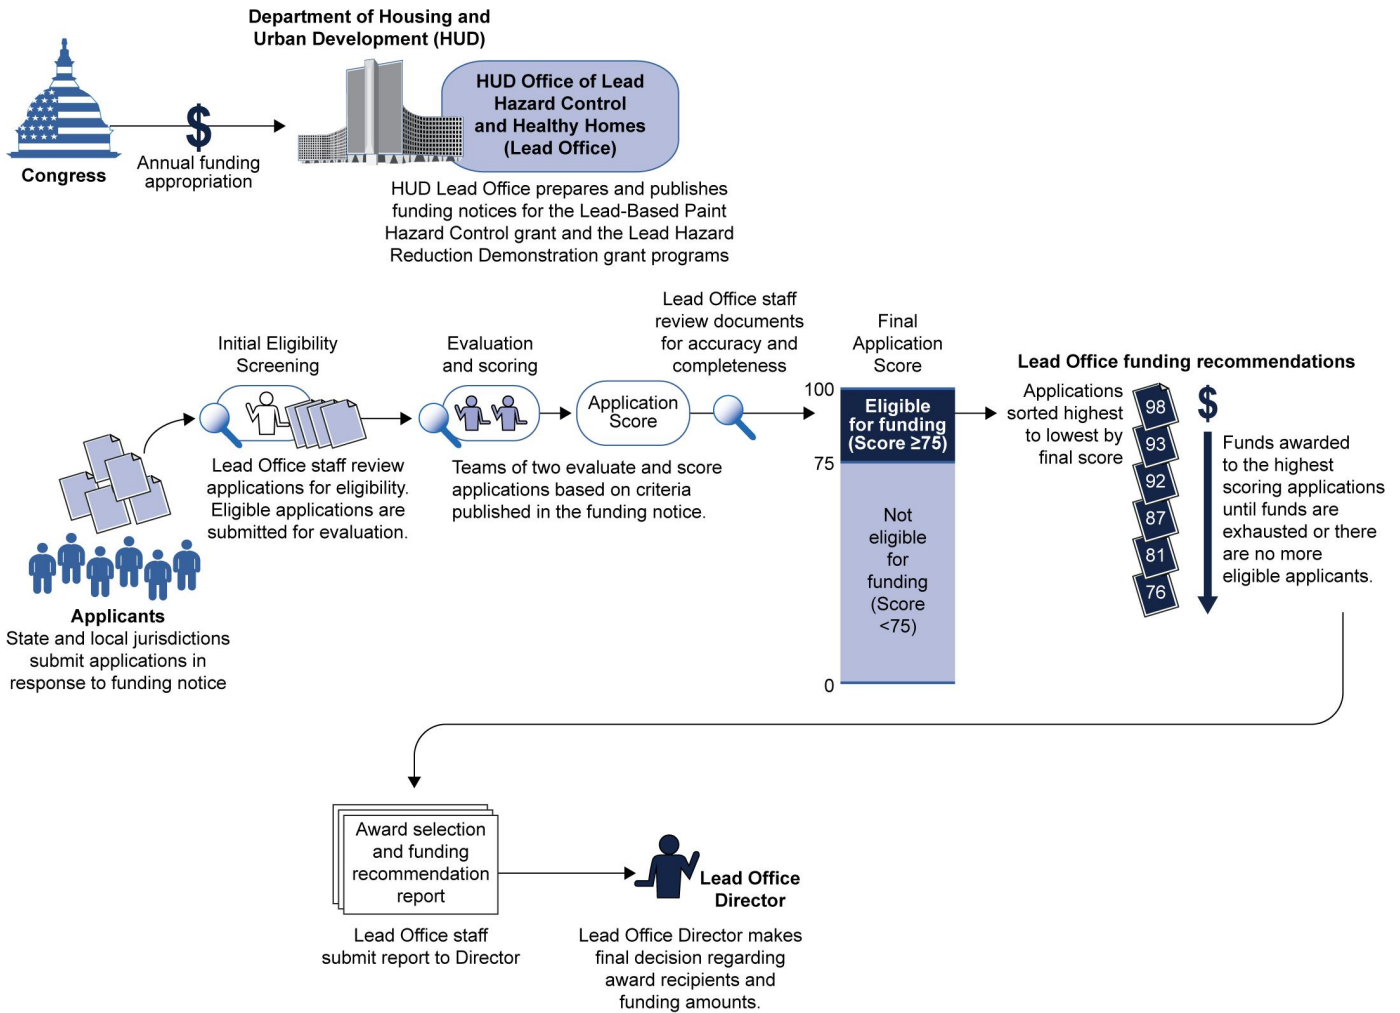 Department of Housing and
Urban Development (HUD)
HUD Office of Lead
Hazard Control
and Healthy Homes
(Lead Office)
$
Congress
Annual funding
appropriation
HUD Lead Office prepares and publishes
funding notices for the Lead-Based Paint
Hazard Control grant and the Lead Hazard
Reduction Demonstration grant programs
Applicants
State and local jurisdictions
submit applications in
response to funding notice
Initial Eligibility
Screening
Lead Office staff review
applications for eligibility.
Eligible applications are
submitted for evaluation.
Evaluation
and scoring
Teams of two evaluate and score
applications based on criteria
published in the funding notice.
Application
Score
Lead Office staff
review documents
for accuracy and
completeness
Final
Application
Score
100
Eligible
for funding
(Score ≥75)
75
Not
eligible
for
funding
(Score
<75)
0
Lead Office funding recommendations
Applications
sorted highest
to lowest by
final score
98
93
92
87
81
76
$
Funds awarded
to the highest
scoring applications
until funds are
exhausted or there
are no more
eligible applicants.
Award selection
and funding
recommendation
report
Lead Office staff
submit report to Director
Lead Office
Director
Lead Office Director makes
final decision regarding
award recipients and
funding amounts.